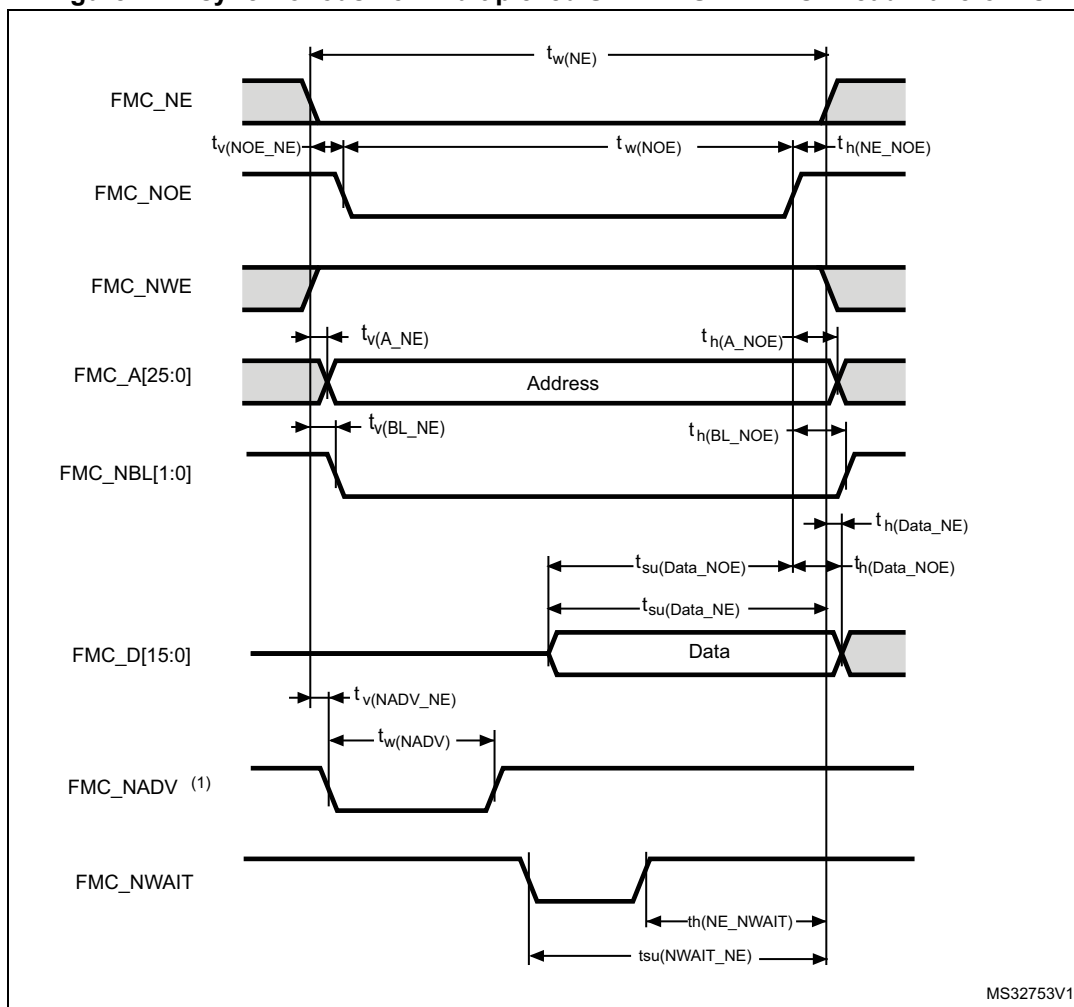 tw(NE)
FMC_NE
tv(NOE_NE)
tw(NOE)
th(NE_NOE)
FMC_NOE
FMC_NWE
tv(A_NE)
th(A_NOE)
FMC_A[25:0]
Address
tv(BL_NE)
th(BL_NOE)
FMC_NBL[1:0]
th(Data_NE)
tsu(Data_NOE)
th(Data_NOE)
tsu(Data_NE)
FMC_D[15:0]
Data
tv(NADV_NE)
tw(NADV)
FMC_NADV (1)
FMC_NWAIT
th(NE_NWAIT)
tsu(NWAIT_NE)
MS32753V1